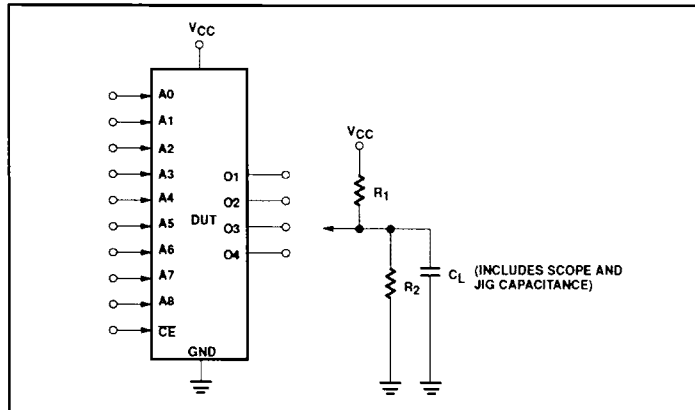 VCC
A0
A1
A2
A3
A4
A5
A6
A7
A8
CE
DUT
O1
O2
O3
O4
GND
VCC
R1
R2
CL (INCLUDES SCOPE AND
JIG CAPACITANCE)